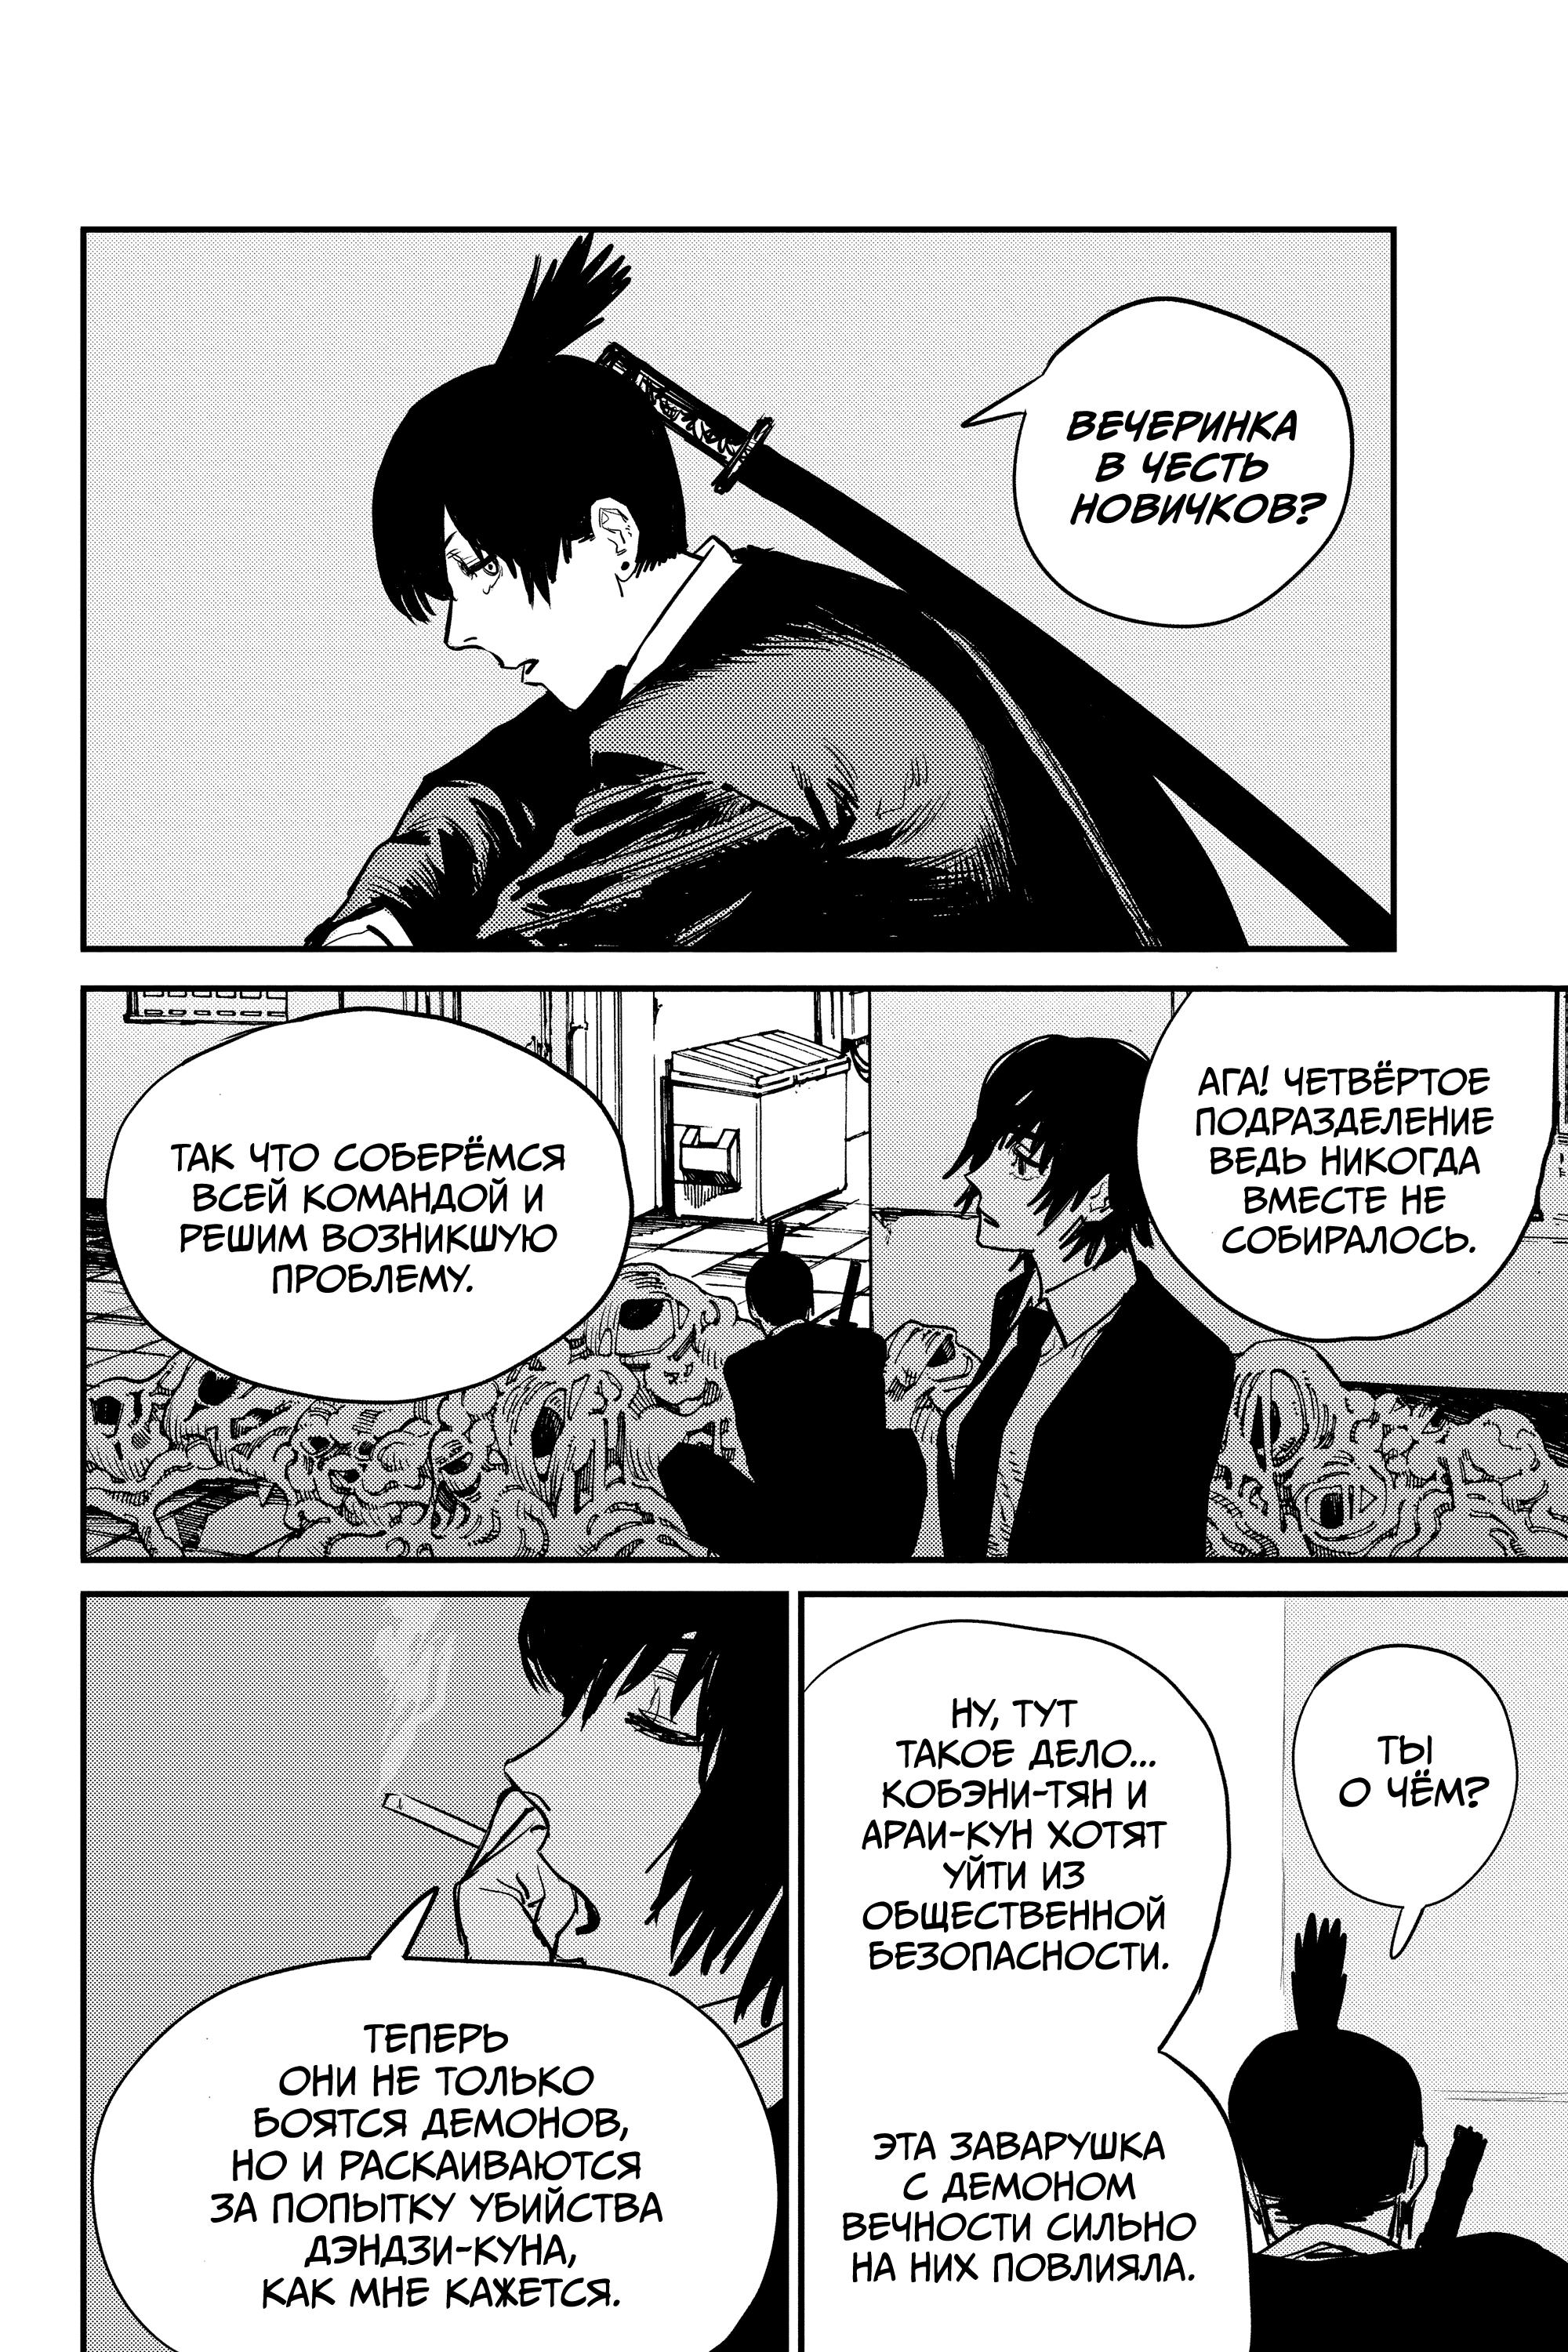 ВЕЧЕРИНКА
В ЧЕСТЬ
НОВИЧКОВ?
АГА! ЧЕТВЁРТОЕ
ПОДРАЗДЕЛЕНИЕ
ВЕДЬ НИКОГДА
ВМЕСТЕ НЕ
СОБИРАЛОСЬ.
ТАК ЧТО СОБЕРЁМСЯ
ВСЕЙ КОМАНДОЙ И
РЕШИМ ВОЗНИКШУЮ
ПРОБЛЕМУ.
ТЫ
О ЧЁМ?
НУ, ТУТ
ТАКОЕ ДЕЛО...
КОБЭНИ-ТЯН И
АРАИ-КУН ХОТЯТ
УЙТИ ИЗ
ОБЩЕСТВЕННОЙ
БЕЗОПАСНОСТИ.
ЭТА ЗАВАРУШКА
С ДЕМОНОМ
ВЕЧНОСТИ СИЛЬНО
НА НИХ ПОВЛИЯЛА.
ТЕПЕРЬ
ОНИ НЕ ТОЛЬКО
БОЯТСЯ ДЕМОНОВ,
НО И РАСКАИВАЮТСЯ
ЗА ПОПЫТКУ УБИЙСТВА
ДЭНДЗИ-КУНА,
КАК МНЕ КАЖЕТСЯ.